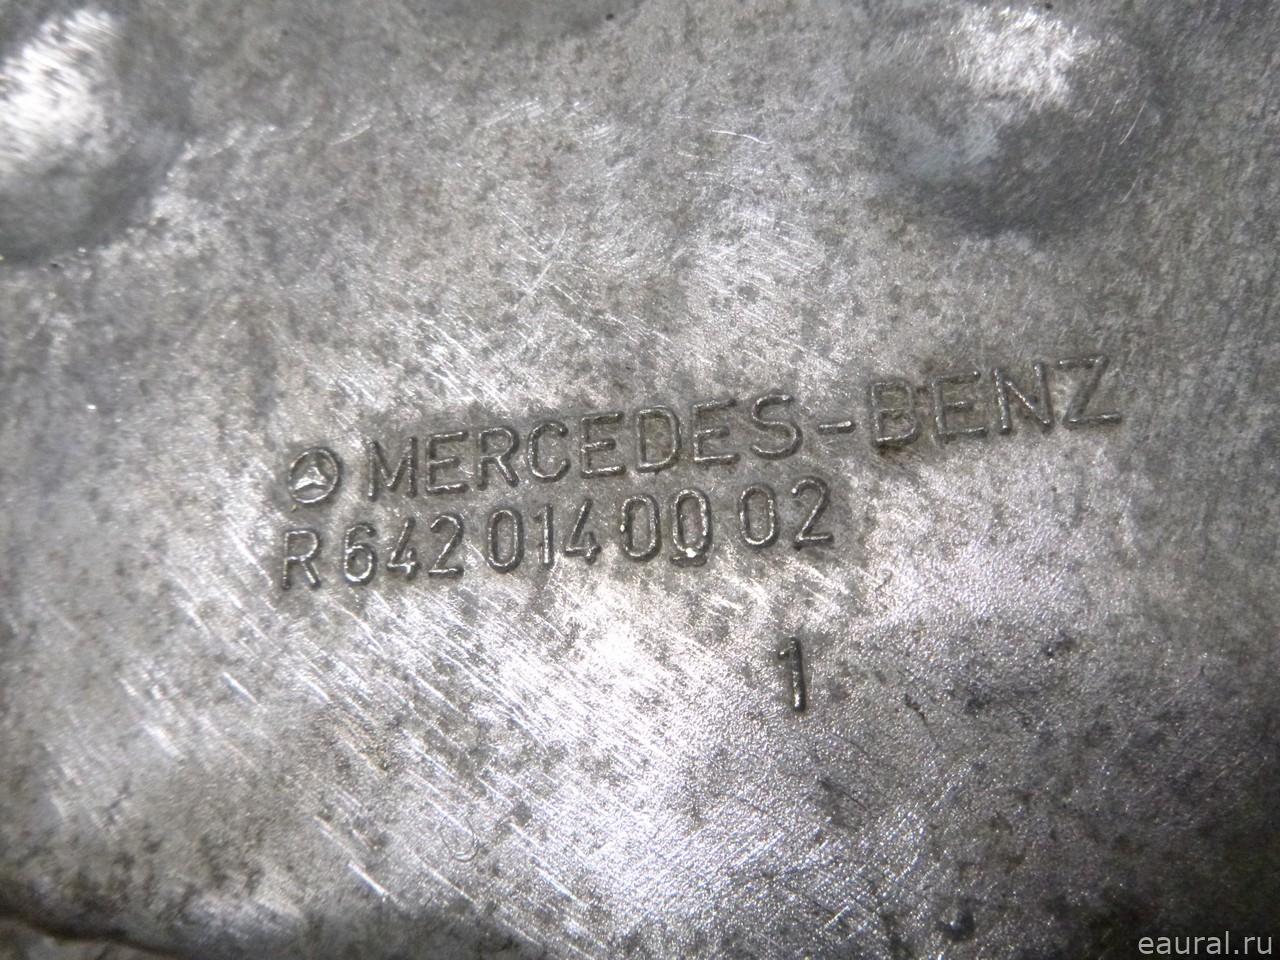 MERCEDES-BENZ
R 642 014 00 02
1
eaural.ru